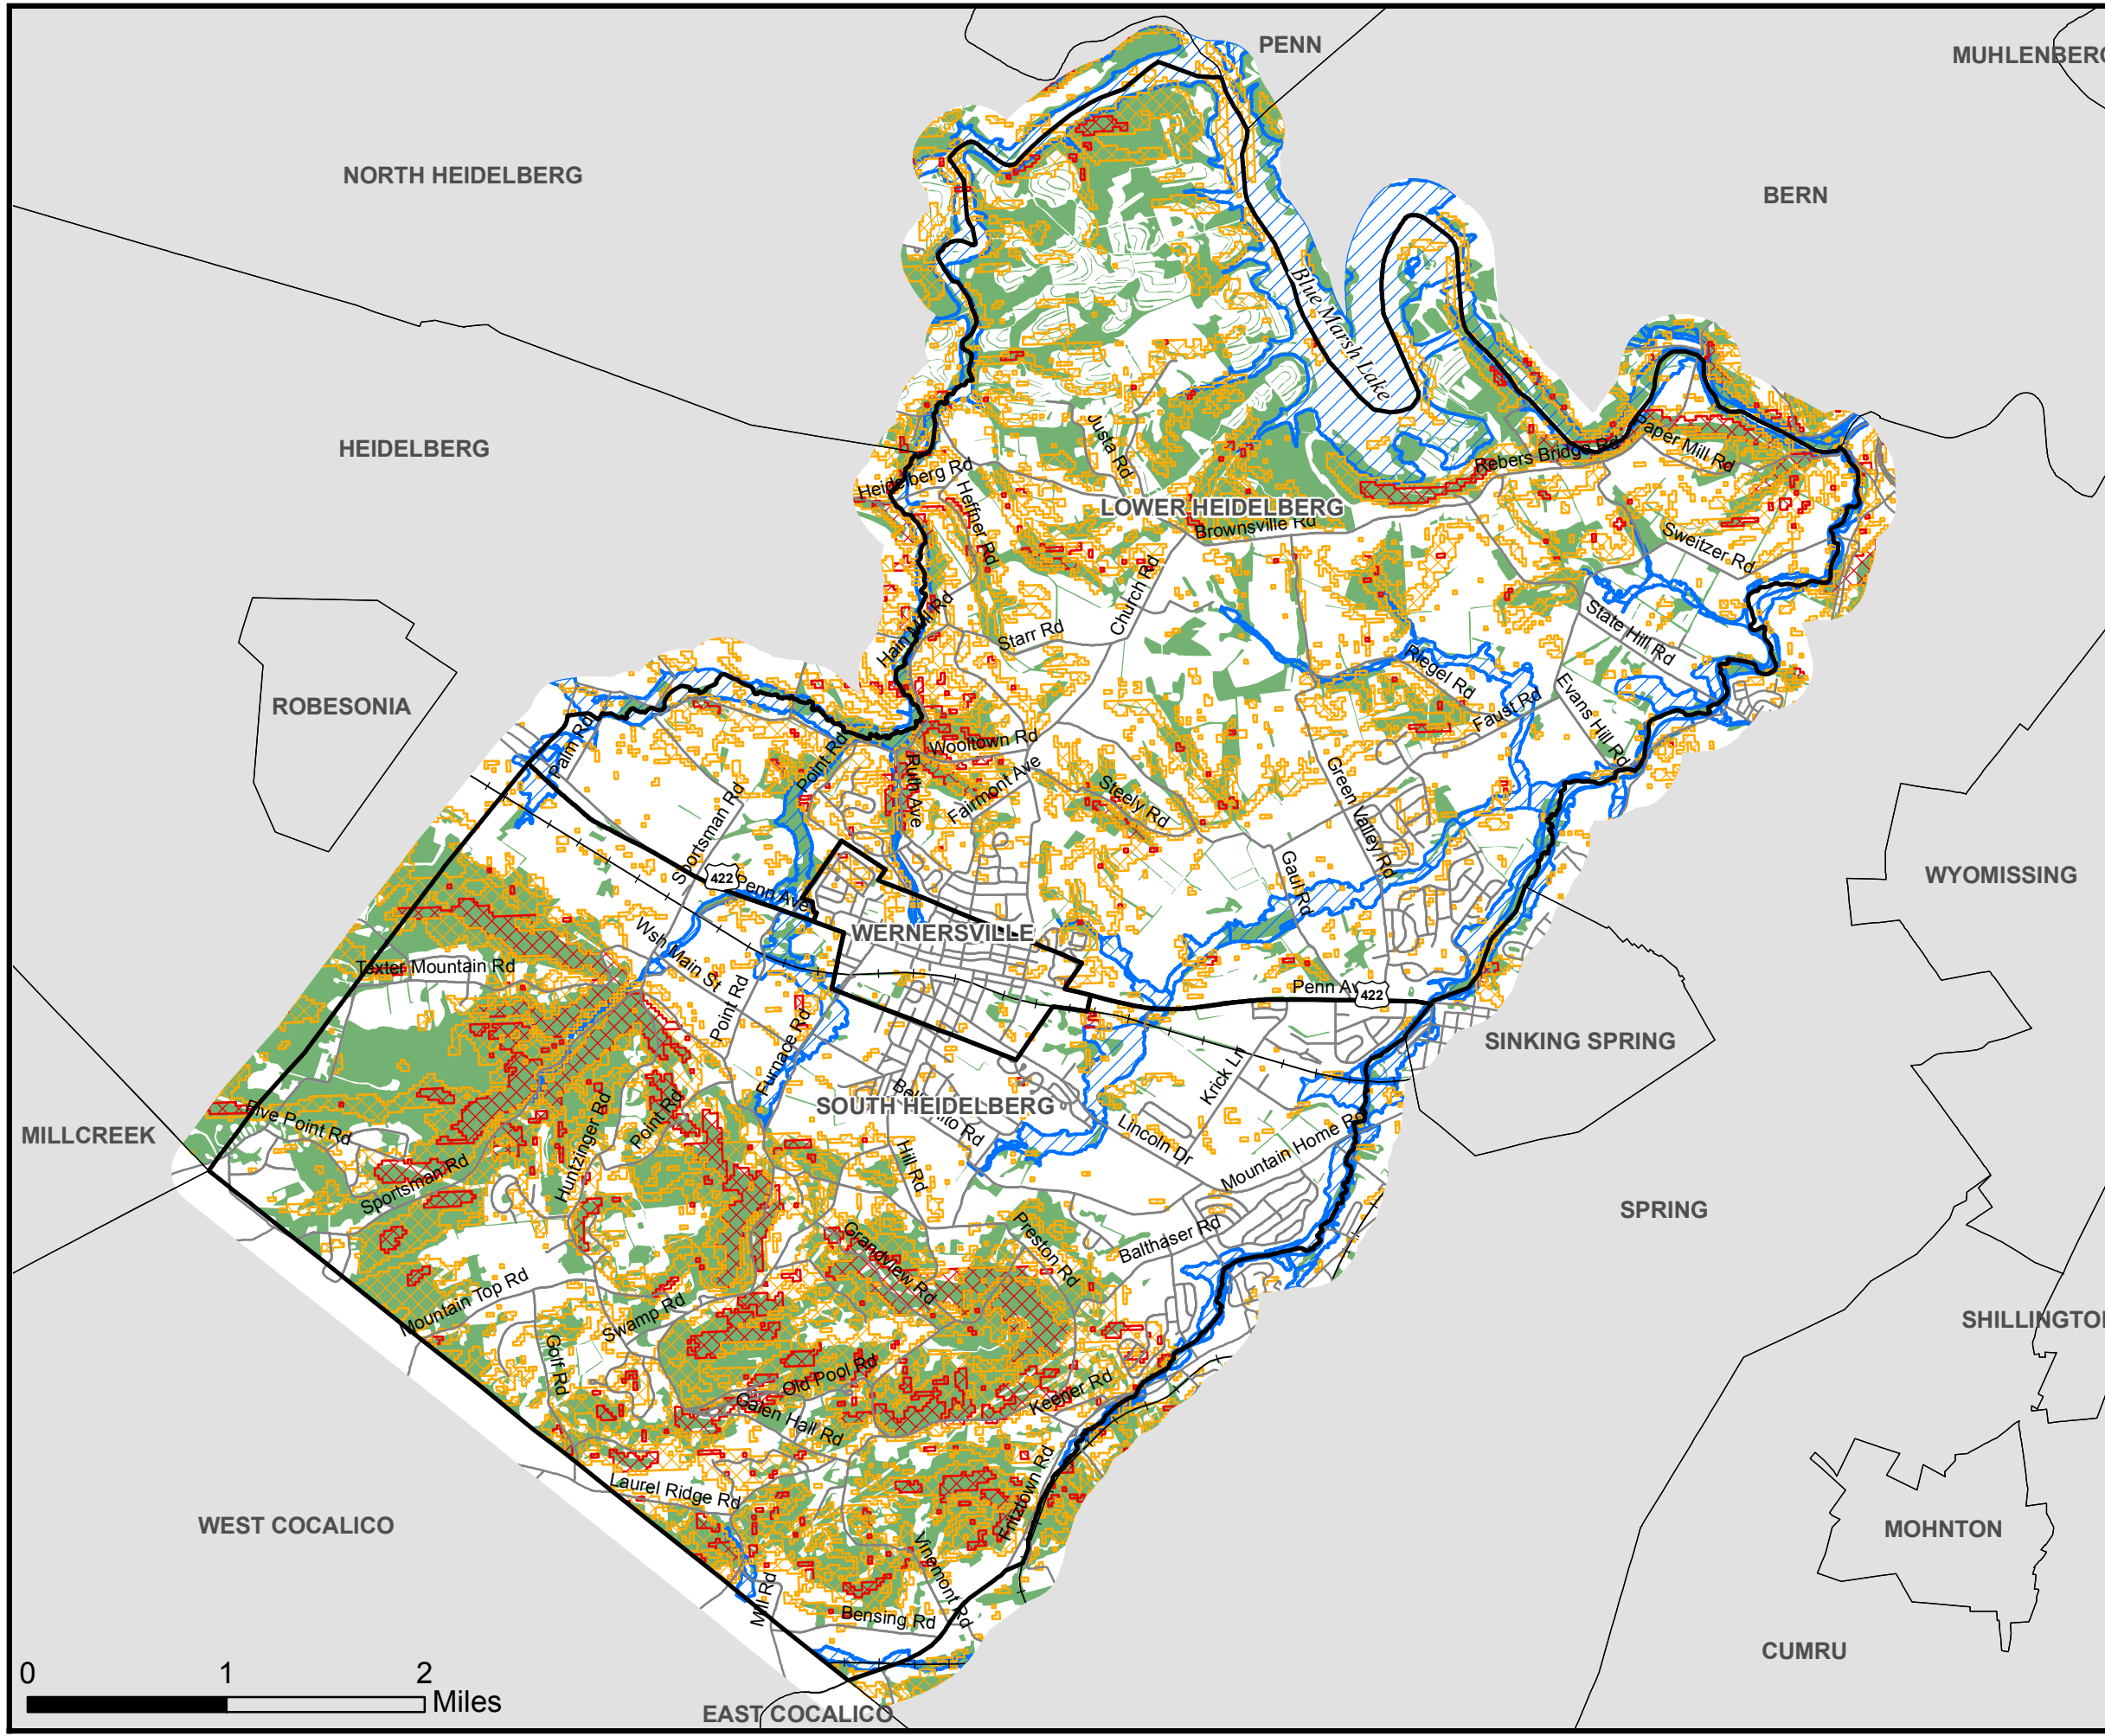 PENN
MUHLENBERG
NORTH HEIDELBERG
BERN
Blue Marsh Lake
HEIDELBERG
Justa Rd
Rebers Bridge Rd
Paper Mill Rd
Heidelberg Rd
Heffner Rd
LOWER HEIDELBERG
Brownsville Rd
Sweitzer Rd
Church Rd
State Hill Rd
Hain Mill Rd
Starr Rd
Riegel Rd
Evans Hill Rd
Faust Rd
ROBESONIA
Palm Rd
Point Rd
Wooltown Rd
Ruth Ave
Fairmont Ave
Steely Rd
Green Valley Rd
Sportsman Rd
422
Penn Ave
Gaul Rd
WYOMISSING
WERNERSVILLE
Wsh Main St
Texter Mountain Rd
Point Rd
Penn Av
422
Furnace Rd
SINKING SPRING
Krick Ln
SOUTH HEIDELBERG
Five Point Rd
MILLCREEK
Huntzinger Rd
Point Rd
Lincoln Dr
Mountain Home Rd
Hill Rd
Sportsman Rd
SPRING
Grandview Rd
Preston Rd
Balthaser Rd
Mountain Top Rd
Swamp Rd
SHILLINGTO
Golf Rd
Old Pool Rd
Galen Hall Rd
Keener Rd
Laurel Ridge Rd
Fritztown Rd
WEST COCALICO
MOHNTON
Vinemont Rd
Mill Rd
Bensing Rd
CUMRU
0 1 2
Miles
EAST COCALICO